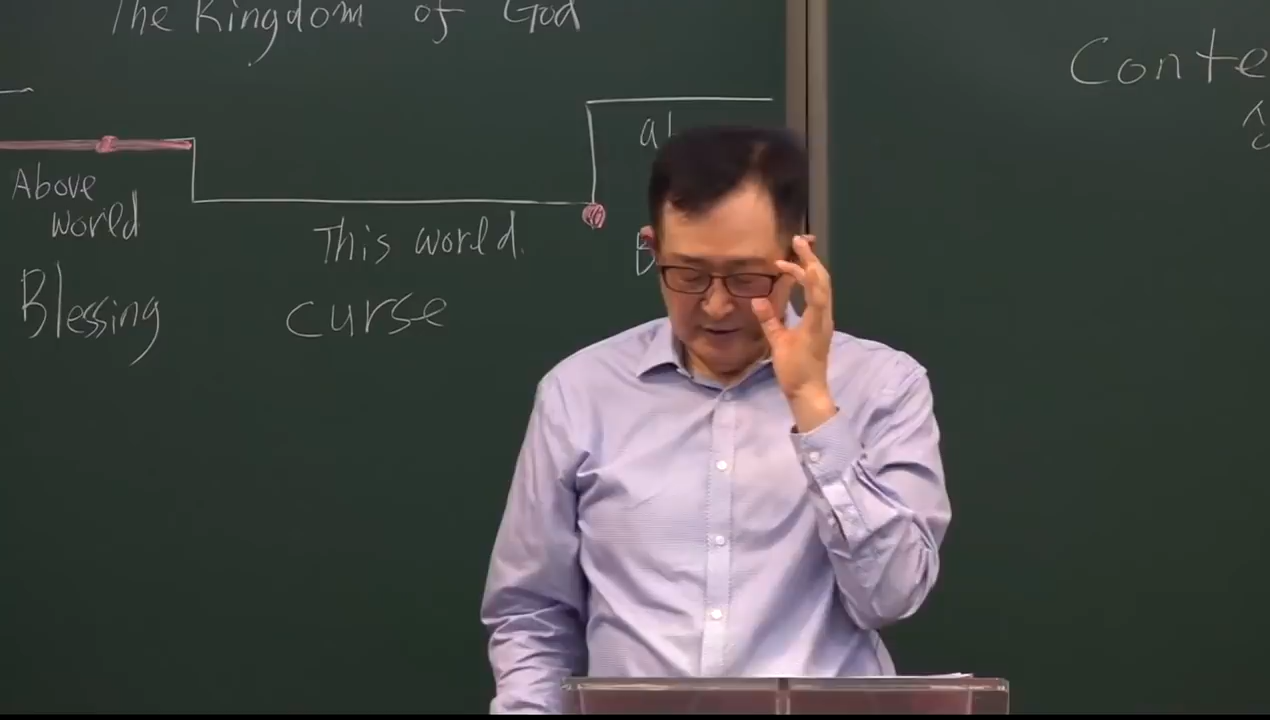 The Kingdom of God
Conte
Above
world
This world.
Blessing
curse